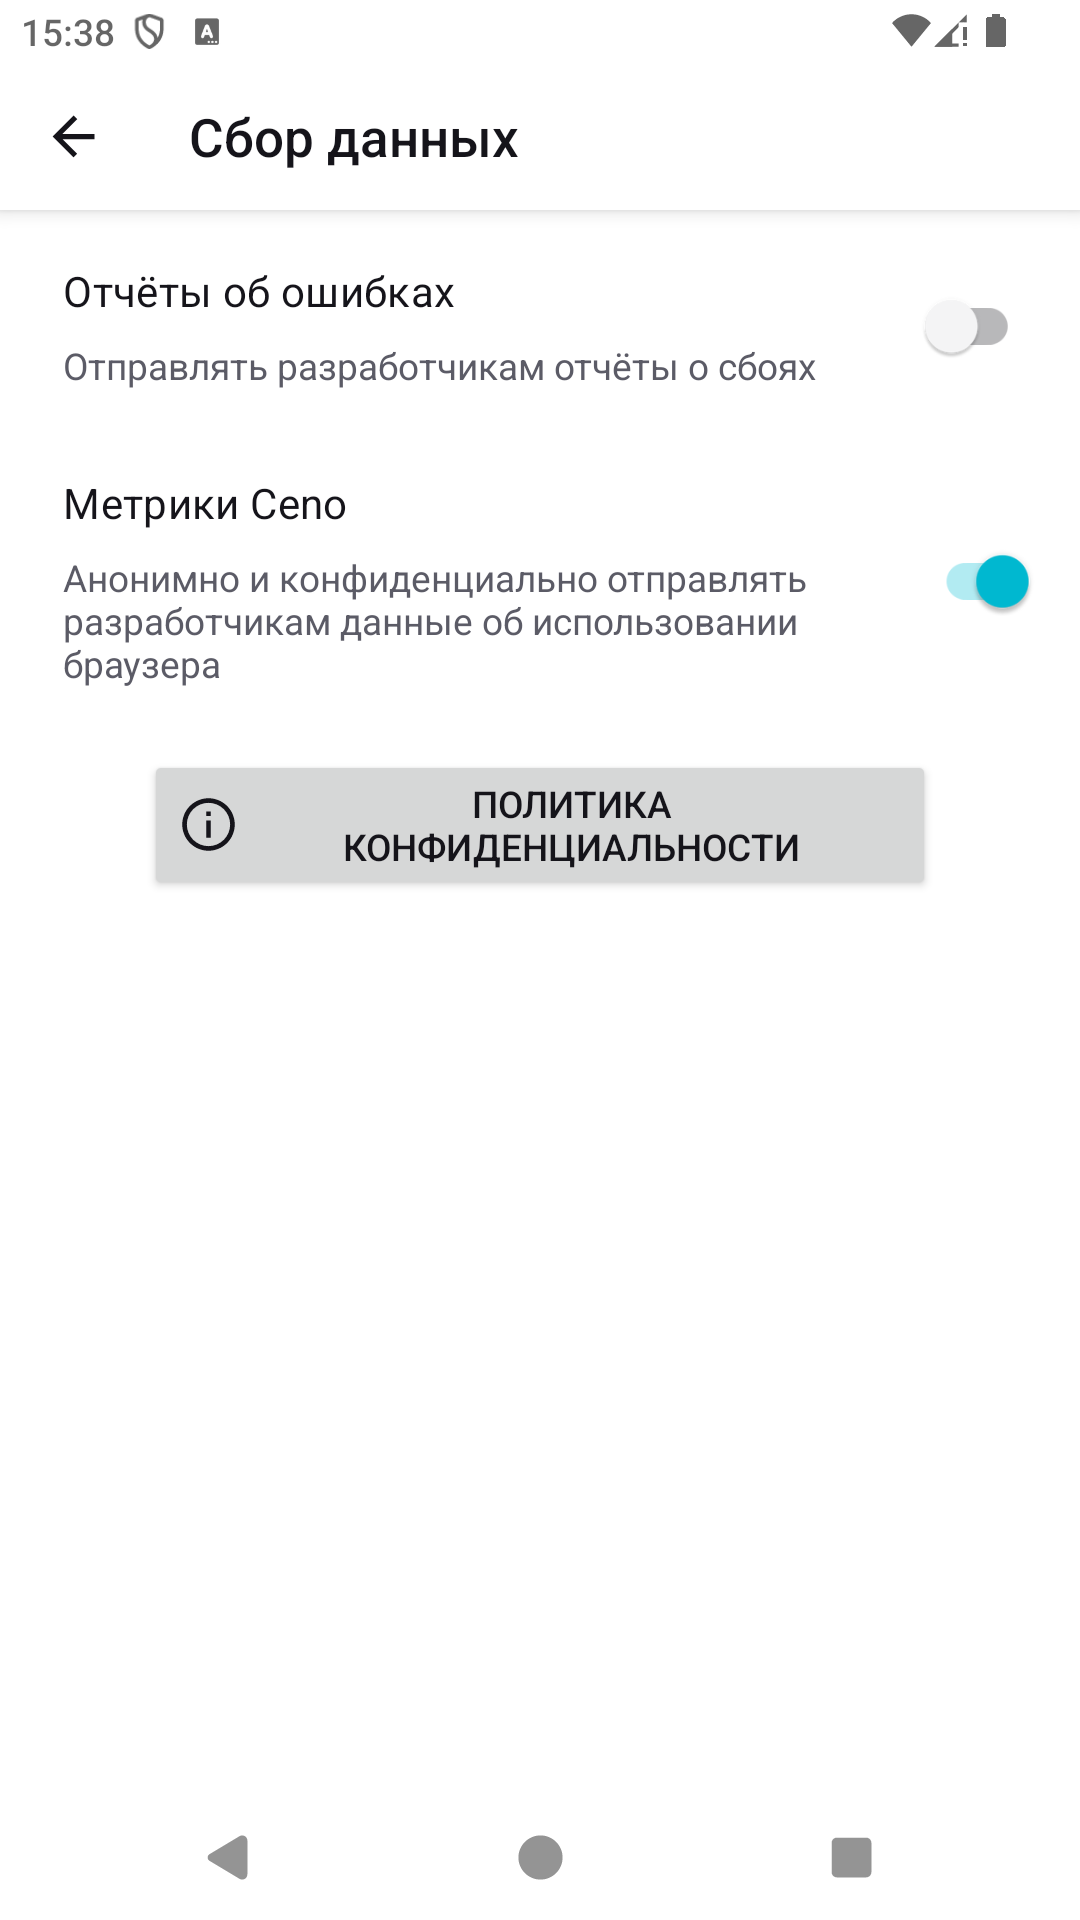 15:38
Сбор данных
Отчёты об ошибках
Отправлять разработчикам отчёты о сбоях
Метрики Ceno
Анонимно и конфиденциально отправлять
разработчикам данные об использовании
браузера
ПОЛИТИКА
КОНФИДЕНЦИАЛЬНОСТИ